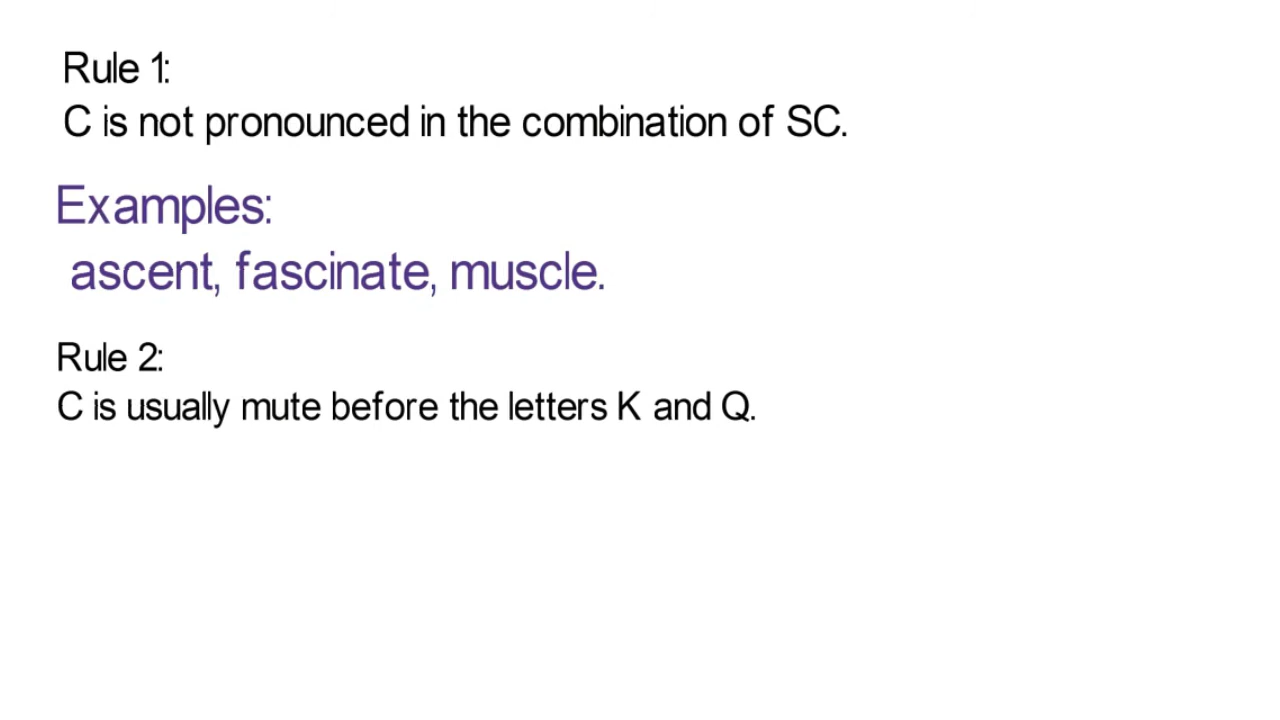 Rule 1:
C is not pronounced in the combination of SC.
Examples:
ascent, fascinate, muscle.
Rule 2:
C is usually mute before the letters K and Q.